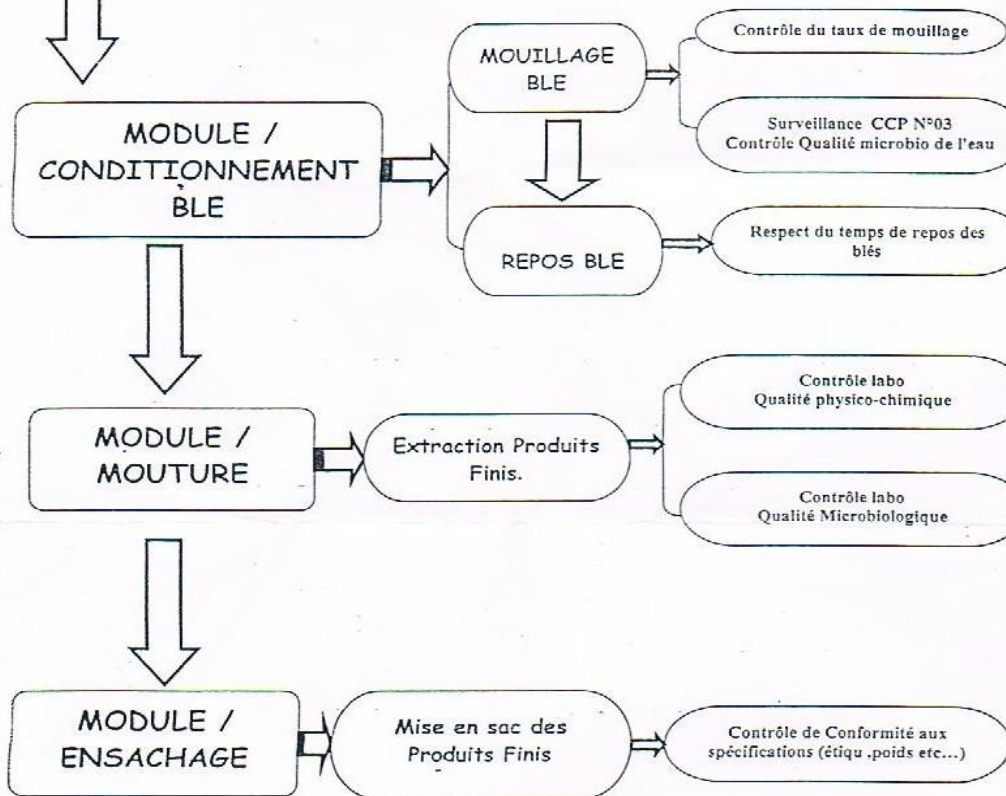 MODULE /
CONDITIONNEMENT
BLE
MOUILLAGE
BLE
Contrôle du taux de mouillage
Surveillance CCP N°03
Contrôle Qualité microbio de l'eau
REPOS BLE
Respect du temps de repos des
blés
MODULE /
MOUTURE
Extraction Produits
Finis.
Contrôle labo
Qualité physico-chimique
Contrôle labo
Qualité Microbiologique
MODULE /
ENSACHAGE
Mise en sac des
Produits Finis
Contrôle de Conformité aux
spécifications (étiqu ,poids etc...)